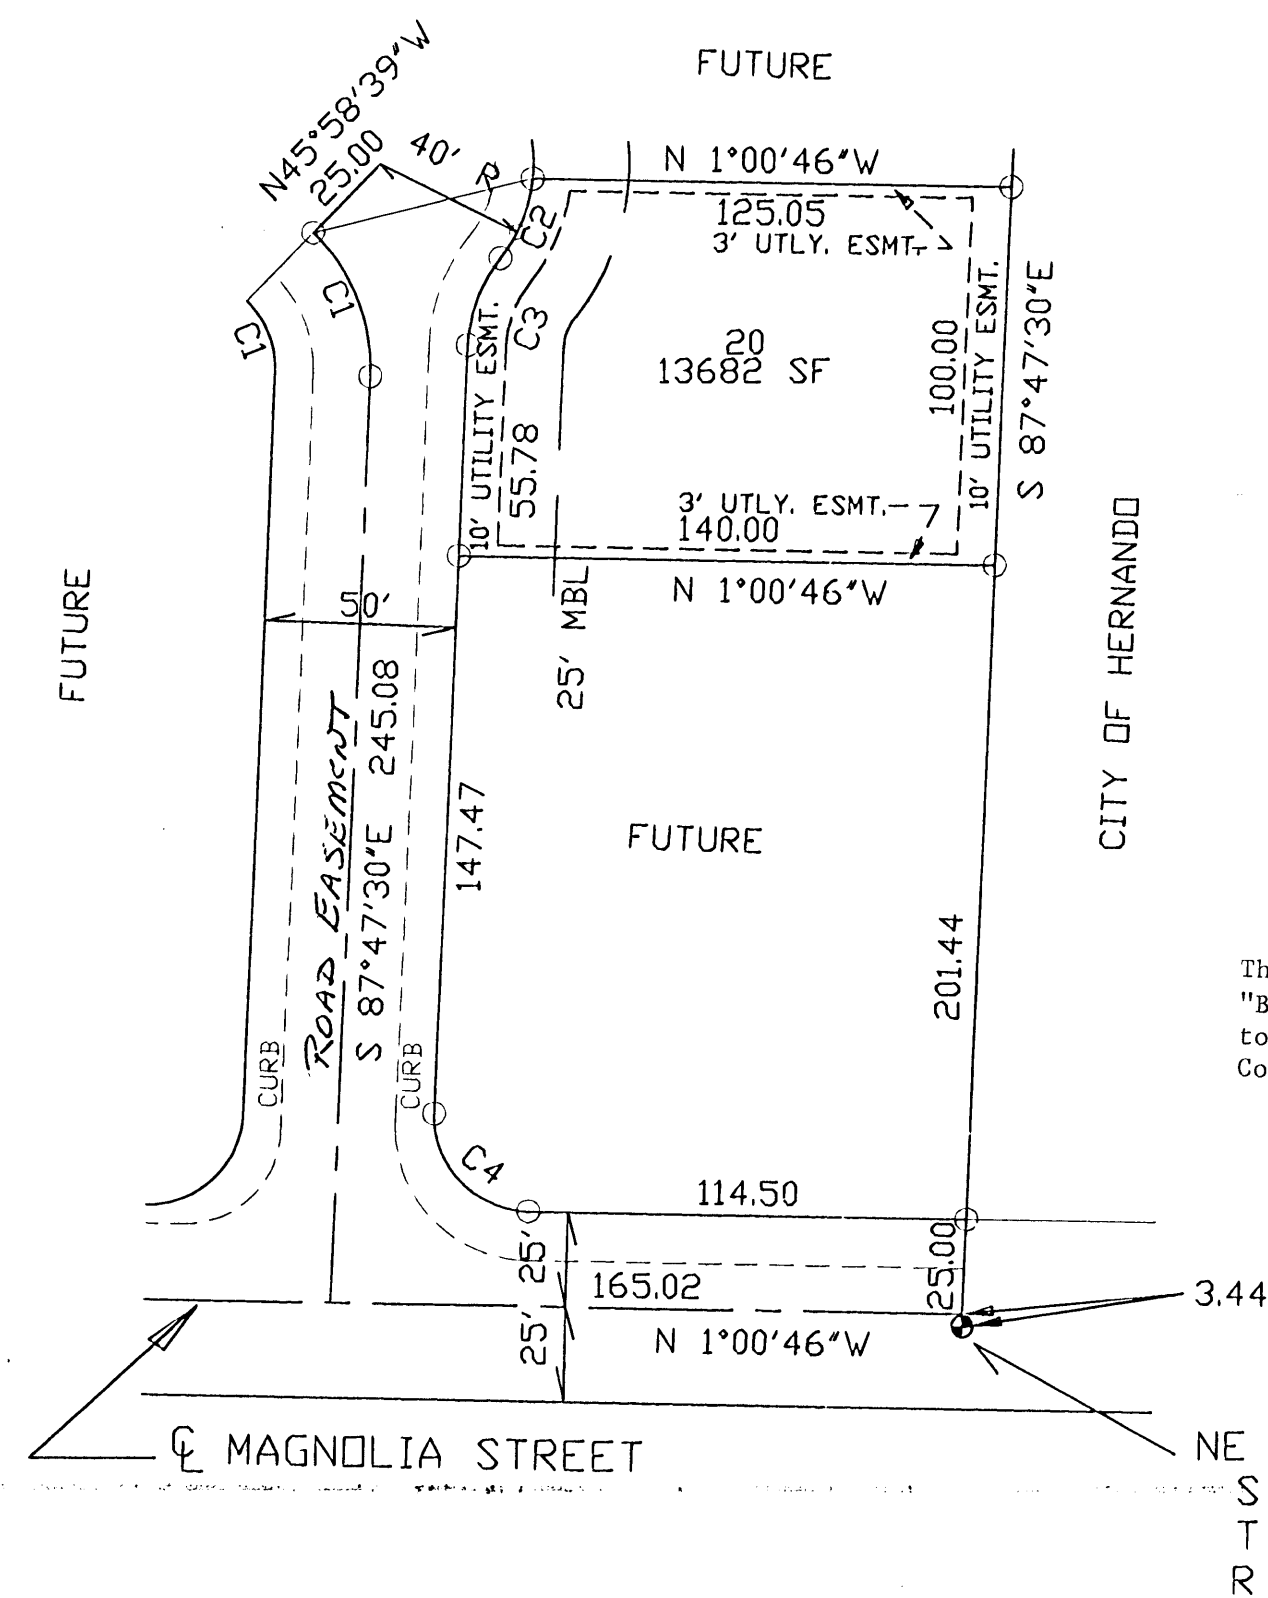 FUTURE
N45°58'39"W
25.00
40'
R
N 1°00'46"W
125.05
3' UTLY. ESMT.
C2
C1
C1
C3
10' UTILITY ESMT.
55.78
20
13682 SF
100.00
10' UTILITY ESMT.
S 87°47'30"E
3' UTLY. ESMT.
140.00
N 1°00'46"W
50'
25' MBL
FUTURE
CITY OF HERNANDO
ROAD EASEMENT
S 87°47'30"E 245.08
147.47
FUTURE
201.44
Th
"B
to
Co
CURB
CURB
C4
114.50
25'
25.00
165.02
3.44
25'
N 1°00'46"W
℄ MAGNOLIA STREET
NE
S
T
R